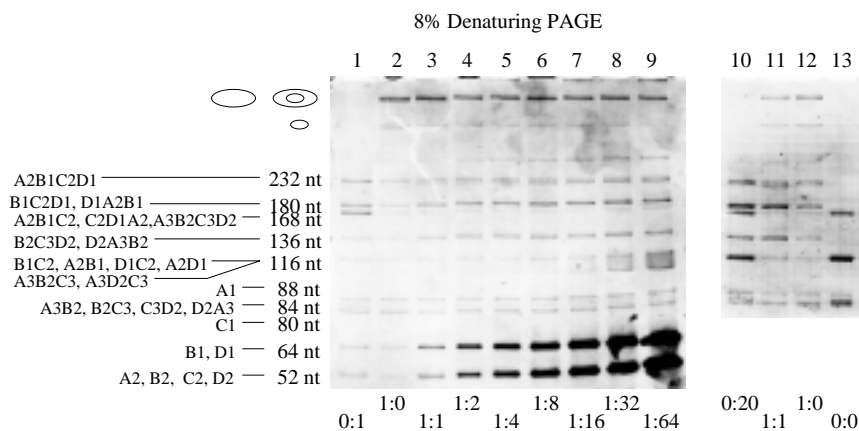 8% Denaturing PAGE
1 2 3 4 5 6 7 8 9 10 11 12 13
A2B1C2D1 232 nt
B1C2D1, D1A2B1 180 nt
A2B1C2, C2D1A2,A3B2C3D2 168 nt
B2C3D2, D2A3B2 136 nt
B1C2, A2B1, D1C2, A2D1 116 nt
A3B2C3, A3D2C3
A1 88 nt
A3B2, B2C3, C3D2, D2A3 84 nt
C1 80 nt
B1, D1 64 nt
A2, B2, C2, D2 52 nt
1:0 1:2 1:8 1:32 0:20 1:0
0:1 1:1 1:4 1:16 1:64 1:1 0:0